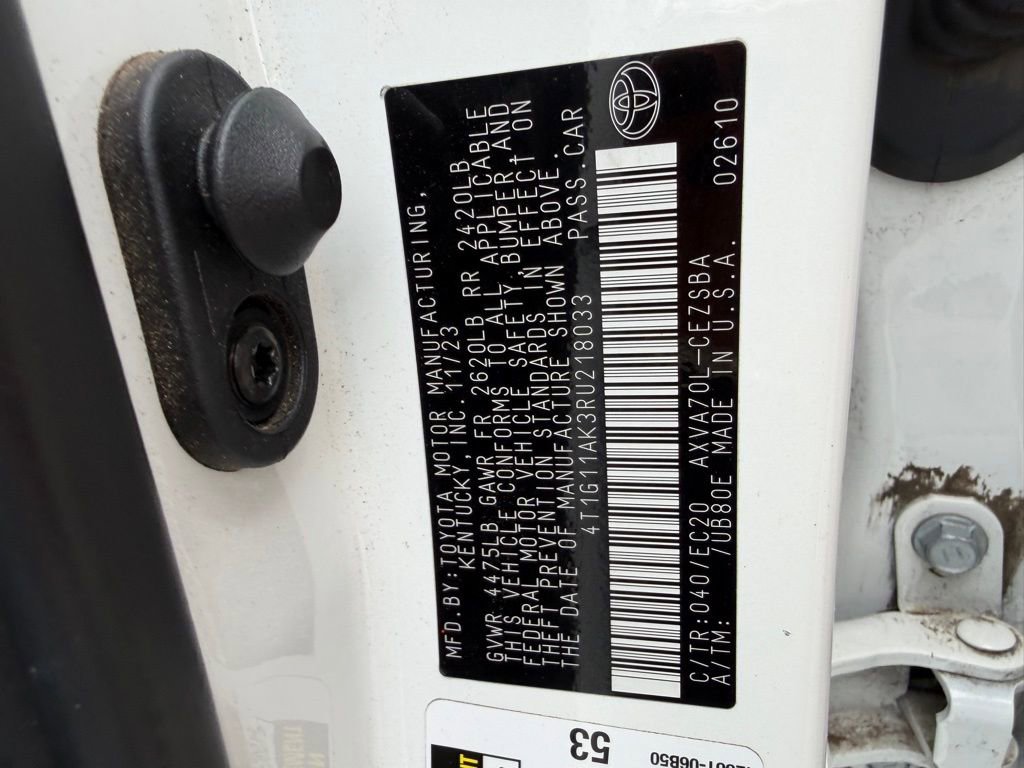 MFD.BY:TOYOTA MOTOR MANUFACTURING,
KENTUCKY, INC. 11/23
GVWR 4475LB GAWR FR 2620LB RR 2420LB
THIS VEHICLE CONFORMS TO ALL APPLICABLE
FEDERAL MOTOR VEHICLE SAFETY, BUMPER, AND
THEFT PREVENTION STANDARDS IN EFFECT ON
THE DATE OF MANUFACTURE SHOWN ABOVE.
4T1G11AK3RU218033 PASS.CAR
C/TR:040/EC20 AXVA70L-CEZSBA 02610
A/TM: /UB80E MADE IN U.S.A.
53